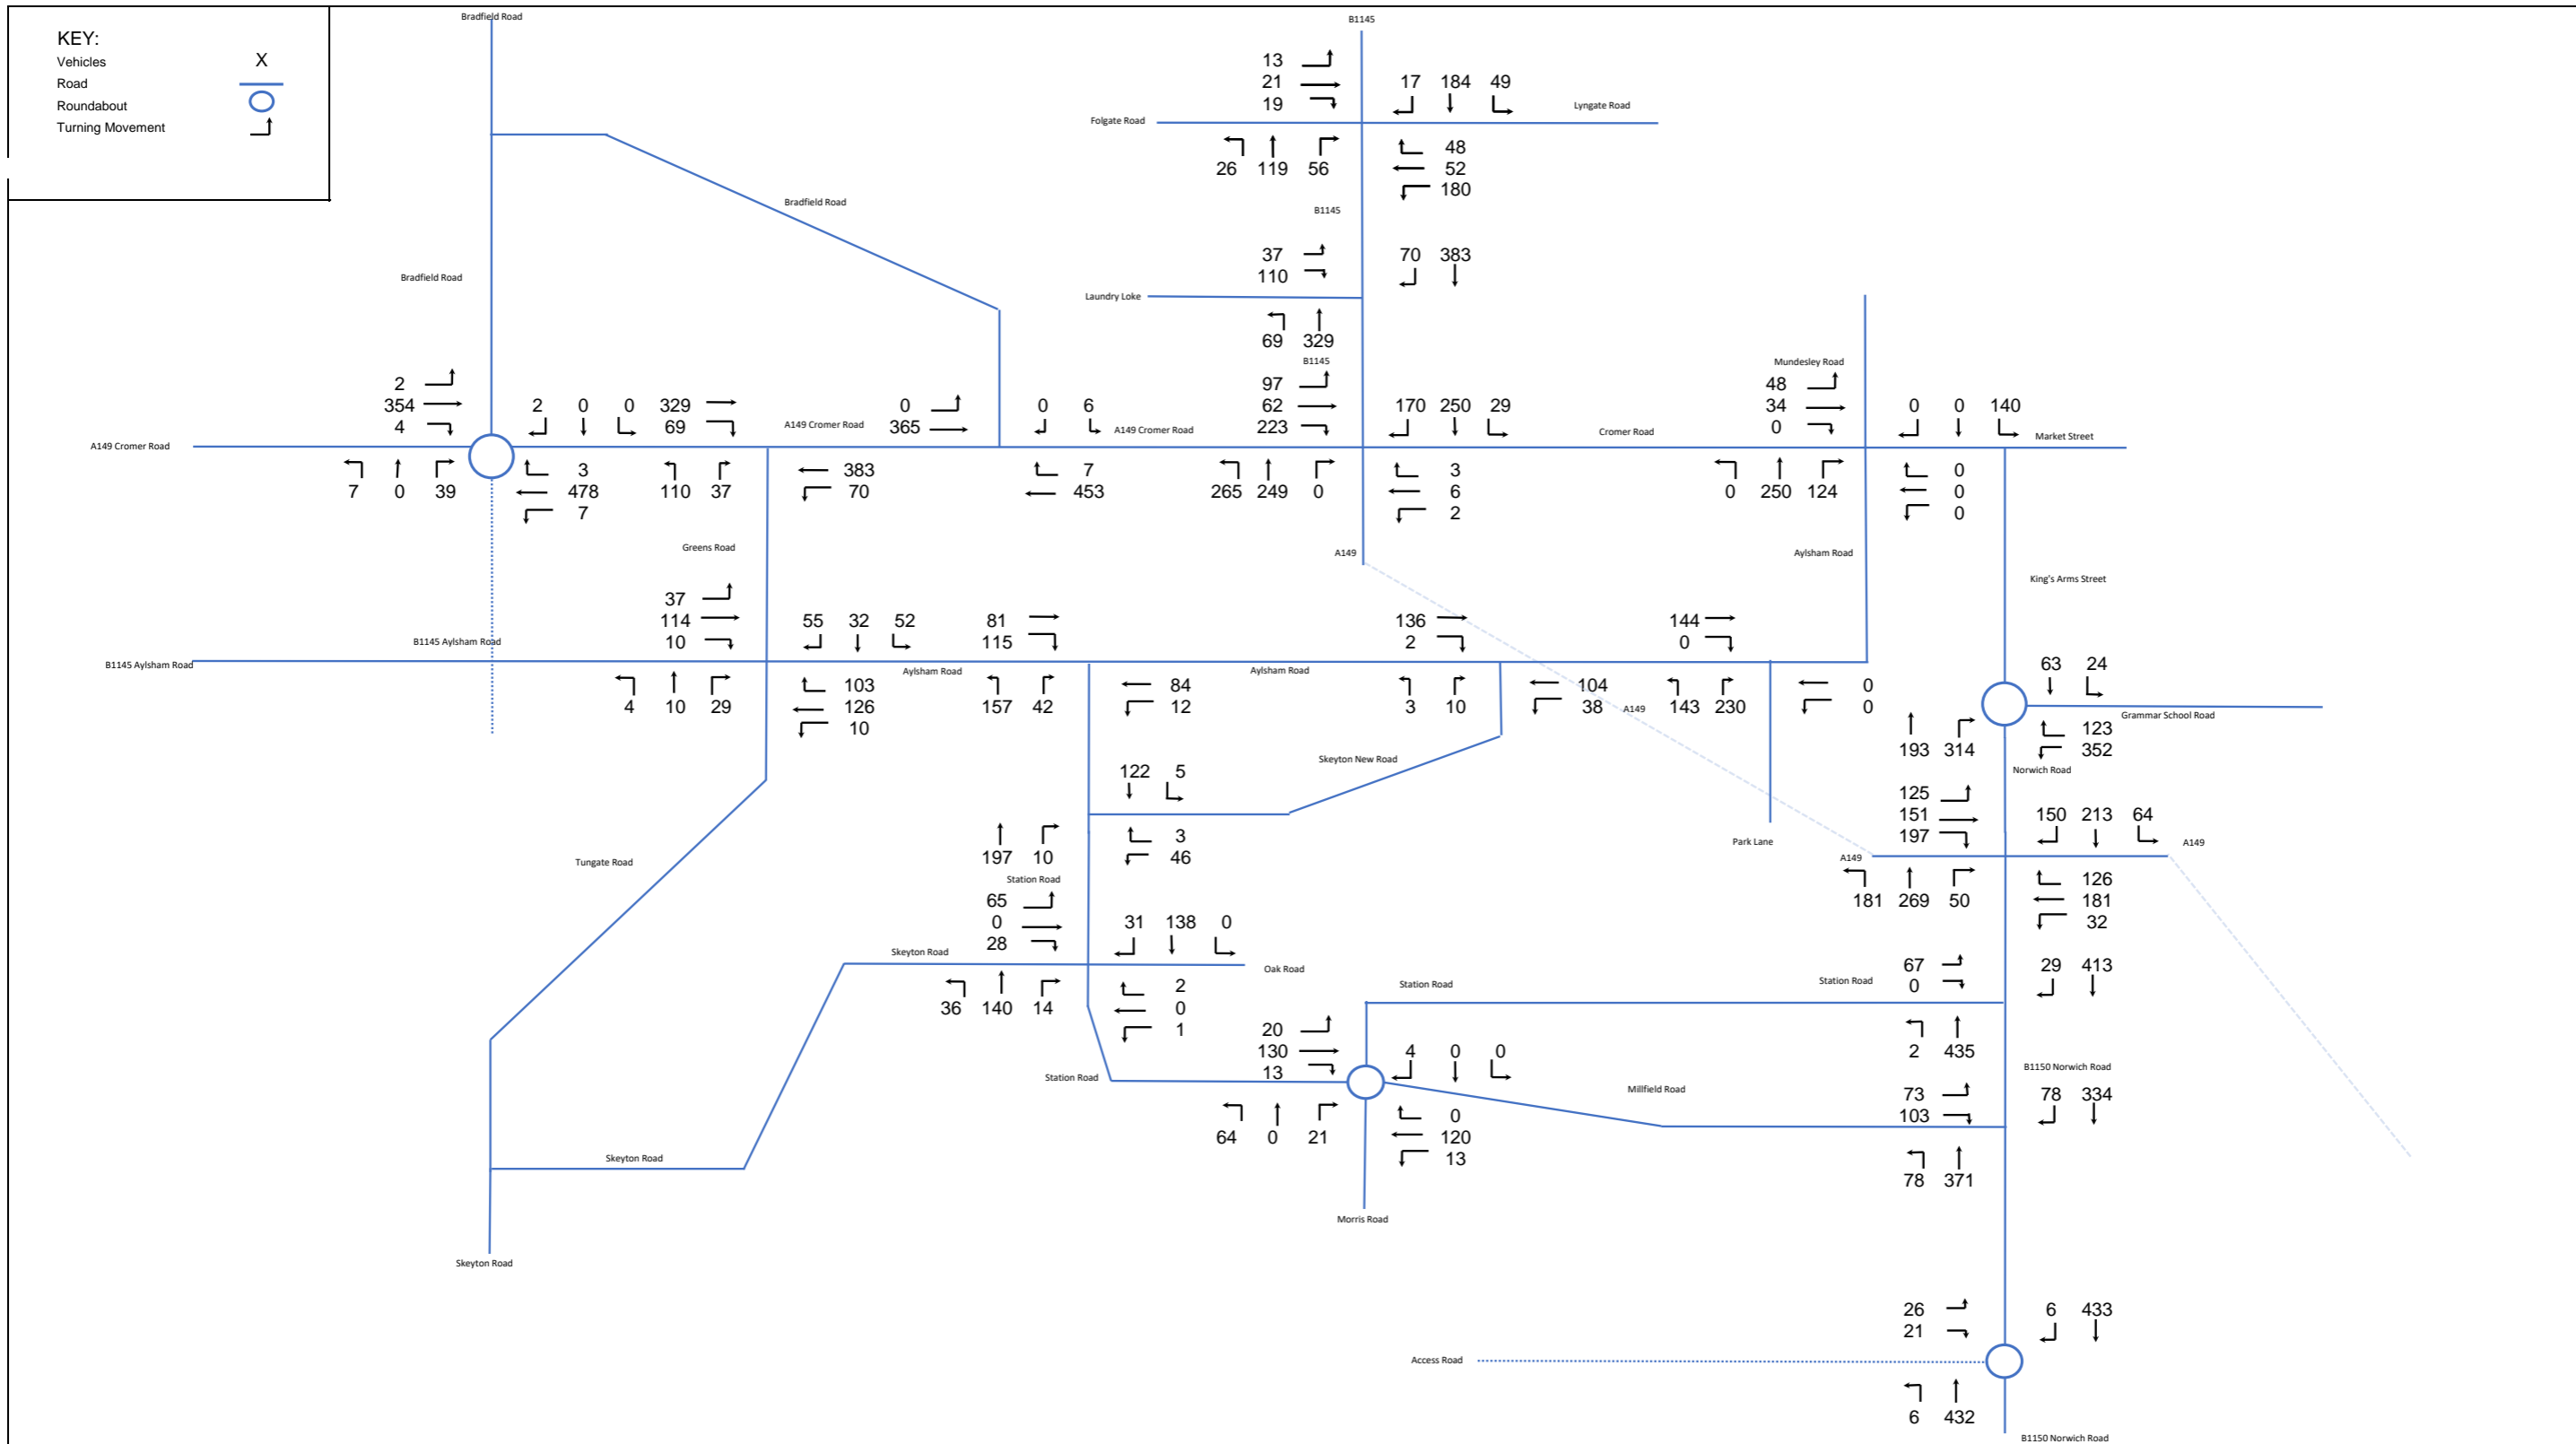 Bradfield Road
B1145
KEY:
Vehicles X
Road
Roundabout
Turning Movement
13
21
19
17 184 49
Lyngate Road
Folgate Road
26 119 56
48
52
180
Bradfield Road
B1145
37
110
70 383
Bradfield Road
Laundry Loke
69 329
B1145
Mundesley Road
2
354
4
2 0 0
329
69
A149 Cromer Road
0
365
0 6
A149 Cromer Road
97
62
223
170 250 29
Cromer Road
48
34
0
0 0 140
Market Street
A149 Cromer Road
7 0 39
3
478
7
110 37
383
70
7
453
265 249 0
3
6
2
0 250 124
0
0
0
Greens Road
A149
Aylsham Road
King's Arms Street
37
114
10
55 32 52
81
115
136
2
144
0
B1145 Aylsham Road
B1145 Aylsham Road
Aylsham Road
Aylsham Road
63 24
4 10 29
103
126
10
157 42
84
12
3 10
104
38
A149
143 230
0
0
Grammar School Road
193 314
123
352
Skeyton New Road
122 5
Norwich Road
125
151
197
150 213 64
197 10
3
46
Tungate Road
Park Lane
A149
A149
Station Road
181 269 50
126
181
32
65
0
28
31 138 0
Skeyton Road
Oak Road
36 140 14
2
0
1
Station Road
Station Road
67
0
29 413
2 435
20
130
13
4 0 0
Station Road
Millfield Road
B1150 Norwich Road
73
103
78 334
64 0 21
0
120
13
Skeyton Road
78 371
Morris Road
Skeyton Road
26
21
6 433
Access Road
6 432
B1150 Norwich Road